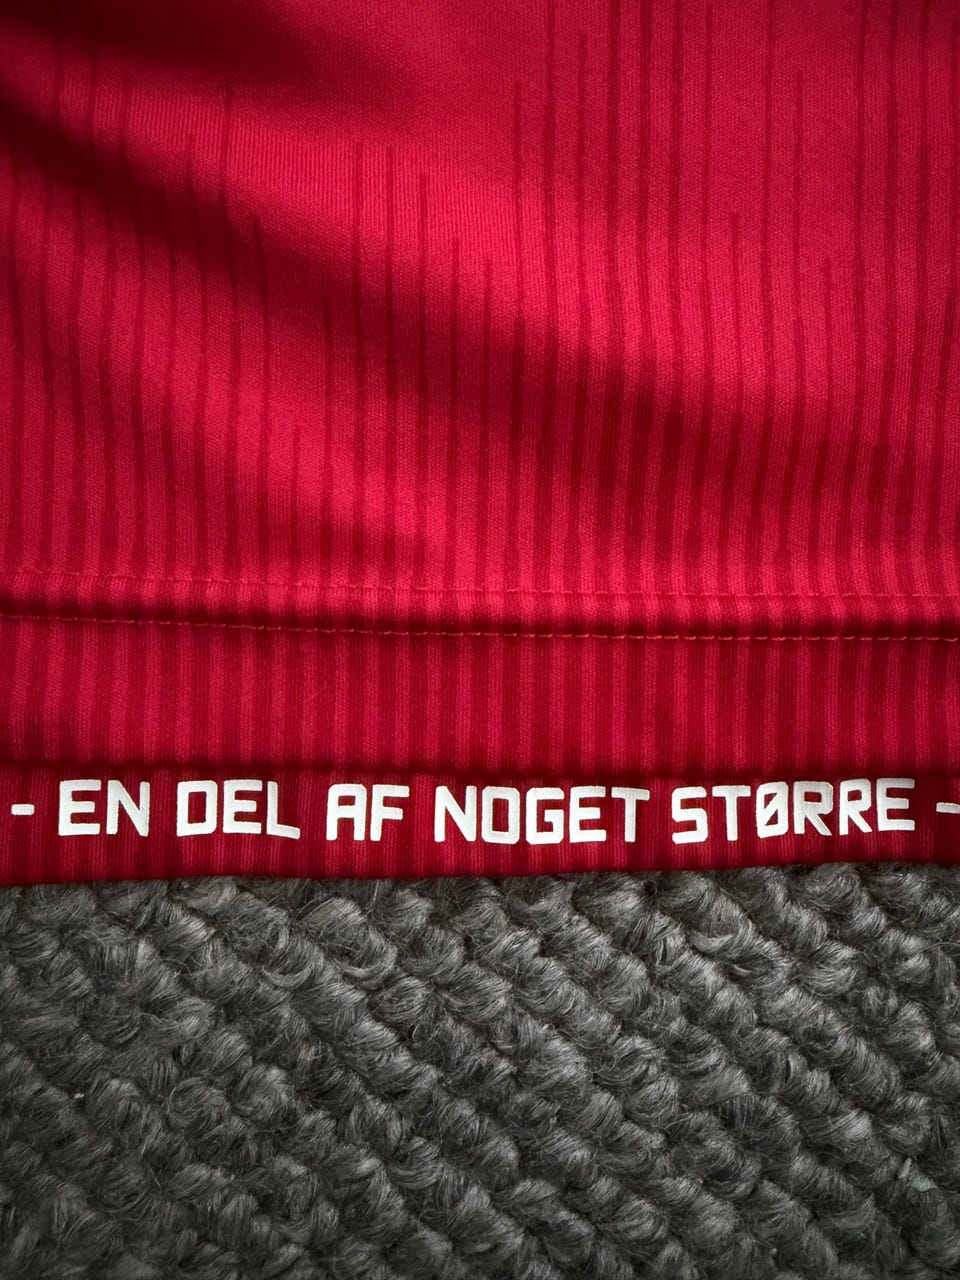 - EN DEL AF NOGET STØRRE -